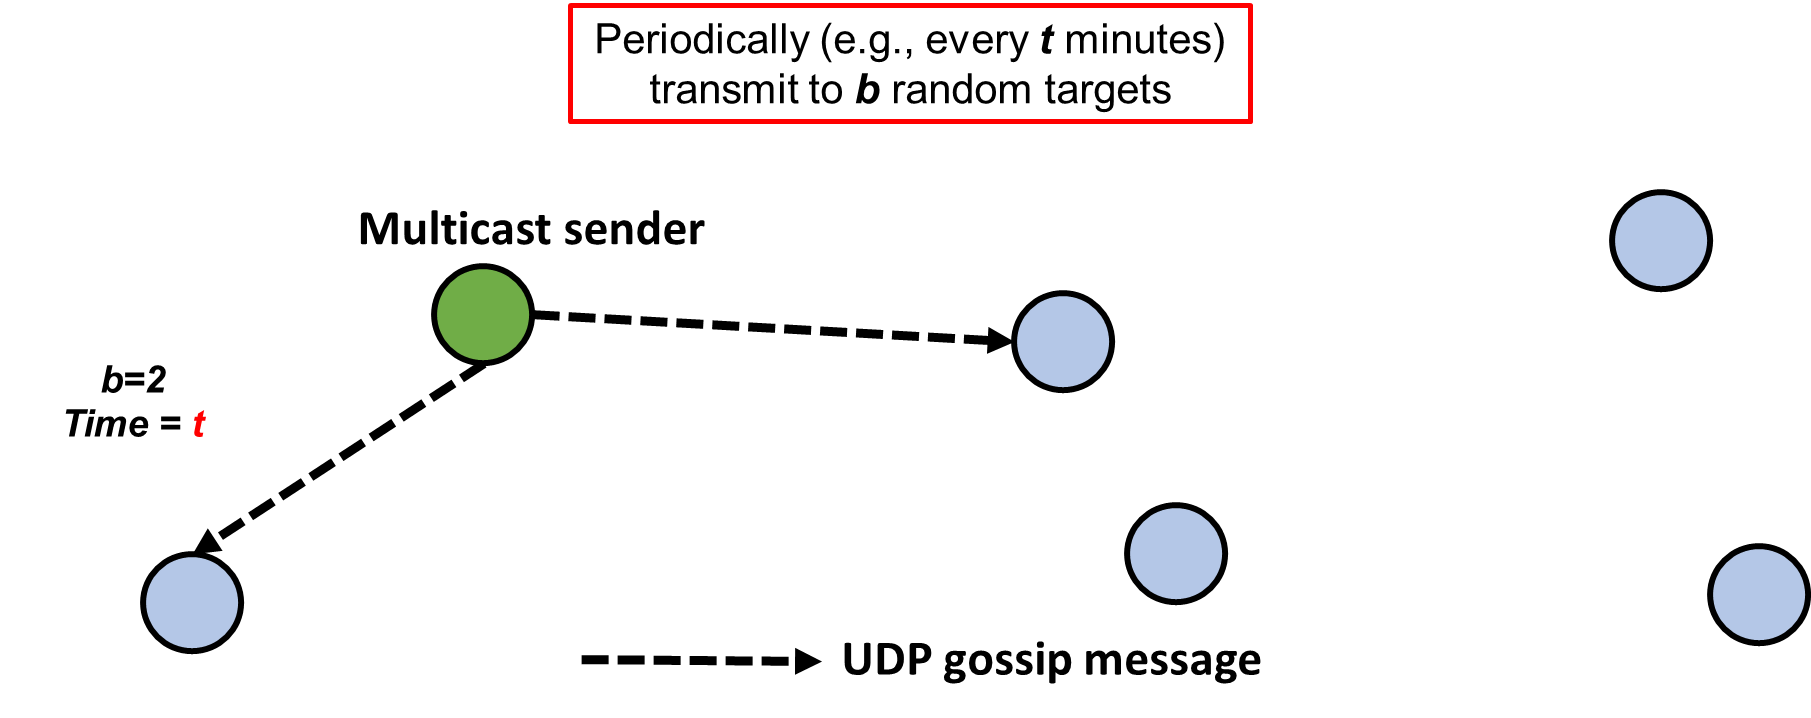 Periodically (e.g., every t minutes)
transmit to b random targets
Multicast sender
b=2
Time = t
UDP gossip message